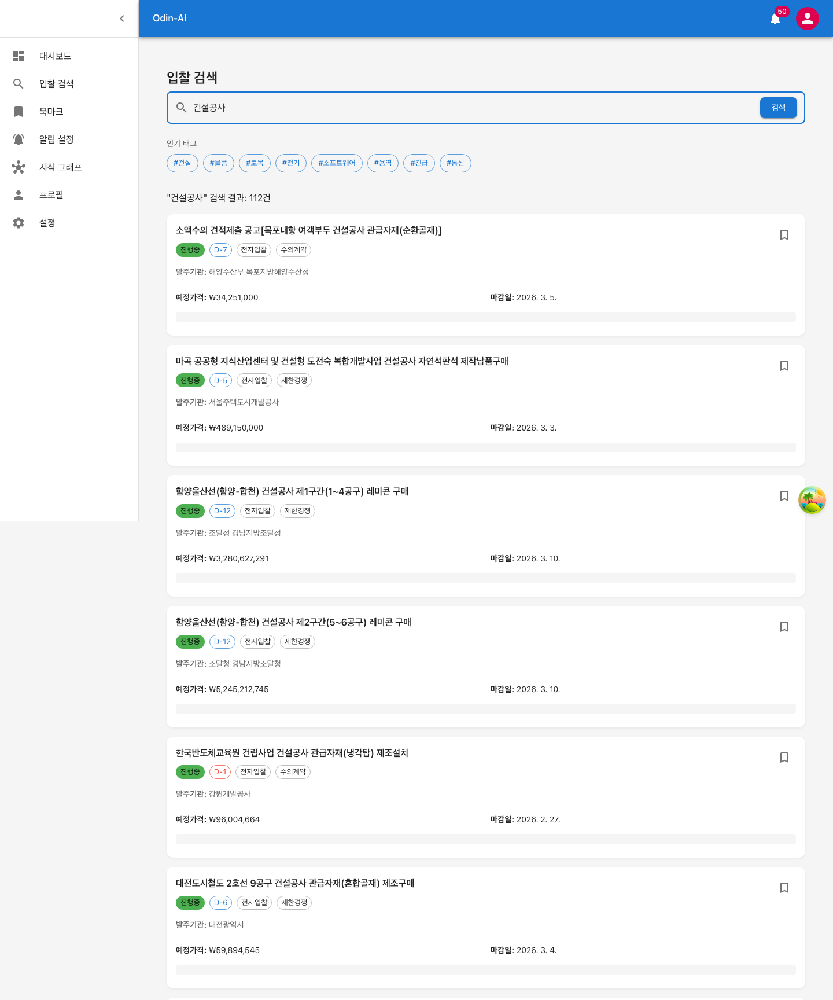 Odin-AI
50
대시보드
입찰 검색
북마크
알림 설정
지식 그래프
프로필
설정
입찰 검색
건설공사
검색
인기 태그
#건설 #물품 #토목 #전기 #소프트웨어 #용역 #긴급 #통신
"건설공사" 검색 결과: 112건
소액수의 견적제출 공고[목포내항 여객부두 건설공사 관급자재(순환골재)]
진행중 D-7 전자입찰 수의계약
발주기관: 해양수산부 목포지방해양수산청
예정가격: ₩34,251,000 마감일: 2026. 3. 5.
마곡 공공형 지식산업센터 및 건설형 도전숙 복합개발사업 건설공사 자연석판석 제작납품구매
진행중 D-5 전자입찰 제한경쟁
발주기관: 서울주택도시개발공사
예정가격: ₩489,150,000 마감일: 2026. 3. 3.
함양울산선(함양-합천) 건설공사 제1구간(1~4공구) 레미콘 구매
진행중 D-12 전자입찰 제한경쟁
발주기관: 조달청 경남지방조달청
예정가격: ₩3,280,627,291 마감일: 2026. 3. 10.
함양울산선(함양-합천) 건설공사 제2구간(5~6공구) 레미콘 구매
진행중 D-12 전자입찰 제한경쟁
발주기관: 조달청 경남지방조달청
예정가격: ₩5,245,212,745 마감일: 2026. 3. 10.
한국반도체교육원 건립사업 건설공사 관급자재(냉각탑) 제조설치
진행중 D-1 전자입찰 수의계약
발주기관: 강원개발공사
예정가격: ₩96,004,664 마감일: 2026. 2. 27.
대전도시철도 2호선 9공구 건설공사 관급자재(혼합골재) 제조구매
진행중 D-6 전자입찰 제한경쟁
발주기관: 대전광역시
예정가격: ₩59,894,545 마감일: 2026. 3. 4.